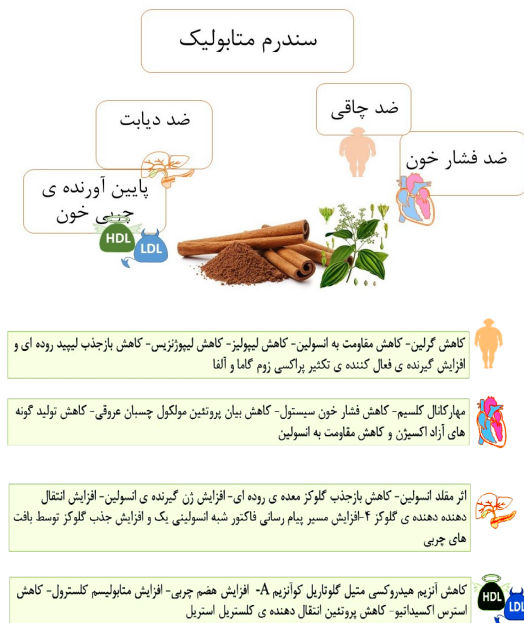 سندرم متابولیک
ضد چاقی
ضد دیابت
ضد فشار خون
پایین آورنده ی
چربی خون
HDL
LDL
کاهش گرلین- کاهش مقاومت به انسولین- کاهش لیپولیز- کاهش لیپوژنزیس- کاهش بازجذب لیپید روده ای و
افزایش گیرنده ی فعال کننده ی تکثیر پراکسی زوم گاما و آلفا
مهارکانال کلسیم- کاهش فشار خون سیستول- کاهش بیان پروتئین مولکول چسبان عروقی- کاهش تولید گونه
های آزاد اکسیژن و کاهش مقاومت به انسولین
اثر مقلد انسولین- کاهش بازجذب گلوکز معده ی روده ای- افزایش ژن گیرنده ی انسولین- افزایش انتقال
دهنده دهنده ی گلوکز ۴-افزایش مسیر پیام رسانی فاکتور شبه انسولینی یک و افزایش جذب گلوکز توسط بافت
های چربی
کاهش آنزیم هیدروکسی متیل گلوتاریل کوآنزیم A- افزایش هضم چربی- افزایش متابولیسم کلسترول- کاهش
استرس اکسیداتیو- کاهش پروتئین انتقال دهنده ی کلستریل استریل
HDL
LDL